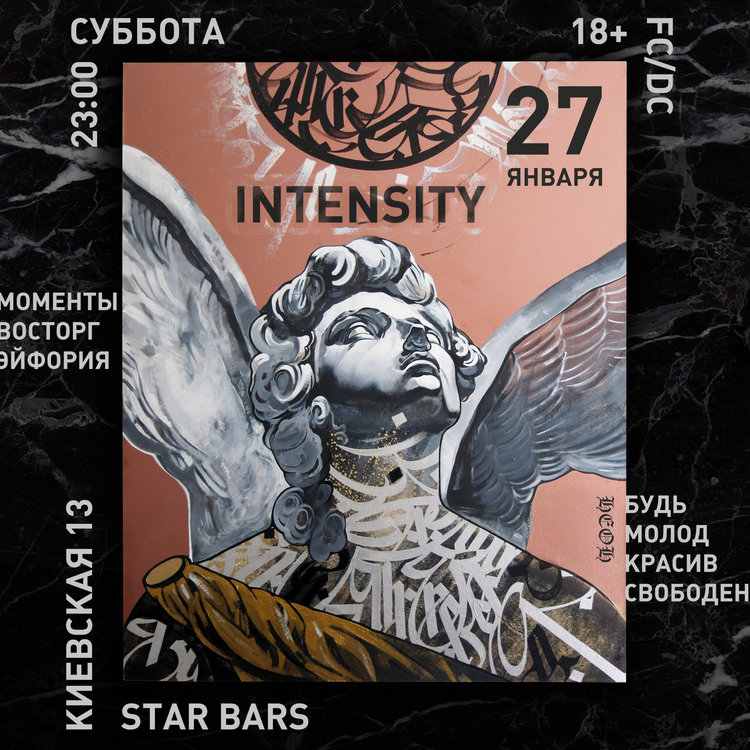 СУББОТА
18+
FC/DC
23:00
27
ЯНВАРЯ
INTENSITY
МОМЕНТЫ
ВОСТОРГ
ЭЙФОРИЯ
БУДЬ
МОЛОД
КРАСИВ
СВОБОДЕН
КИЕВСКАЯ 13
STAR BARS